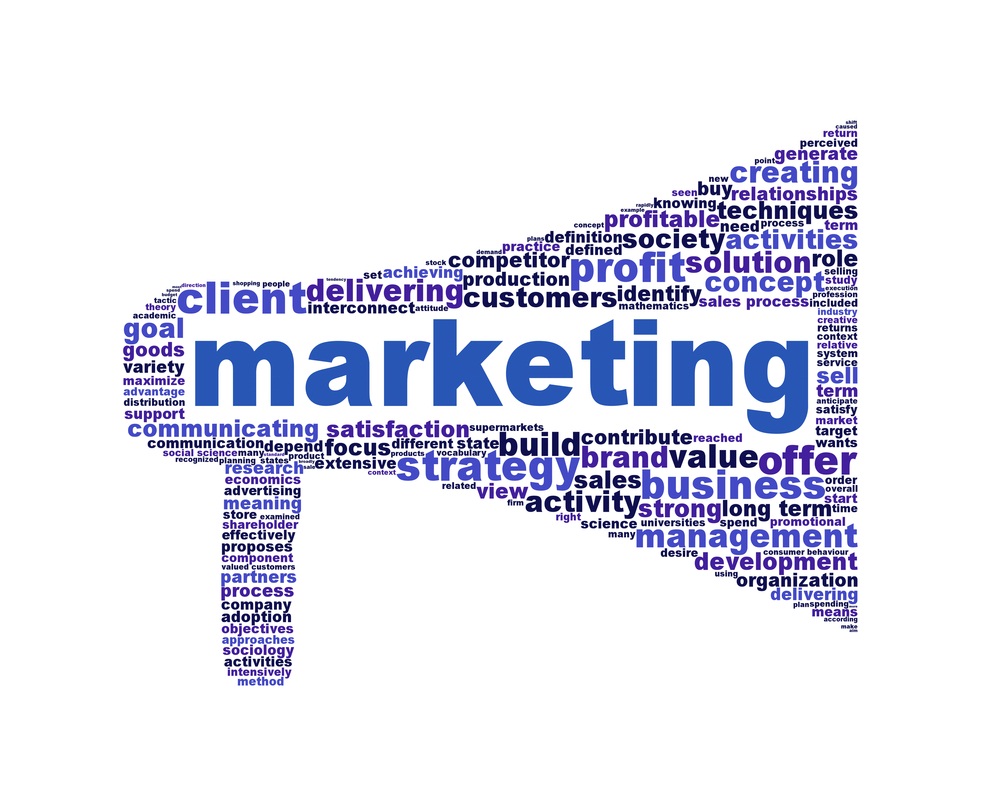 shift
caused
return
perceived
point generate
new creating
seen buy relationships
rapidly knowing techniques
example profitable need process term
concept society activities
plans definition
practice defined
demand competitor profit solution role
stock selling
set achieving production concept study
tendency execution
direction shopping people
client delivering customers identify sales process profession
spend included
budget
tactic interconnect attitude mathematics industry
theory creative
academic returns
goal marketing context
goods relative
variety system
maximize service
advantage sell
distribution term
support anticipate
satisfy
market
communicating satisfaction supermarkets target
communication many depend focus different state build contribute reached wants
social science standard products vocabulary brand value offer
recognized planning states product
broadly
research sale extensive strategy sales business order
context overall
economics related view activity strong long term start
advertising firm time
meaning right science universities spend promotional
store examined many management
shareholder
effectively desire consumer behaviour
proposes development
component using organization
valued customers delivering
partners plan spending
process means
company according
adoption make
objectives aim
approaches
sociology
activities
intensively
method